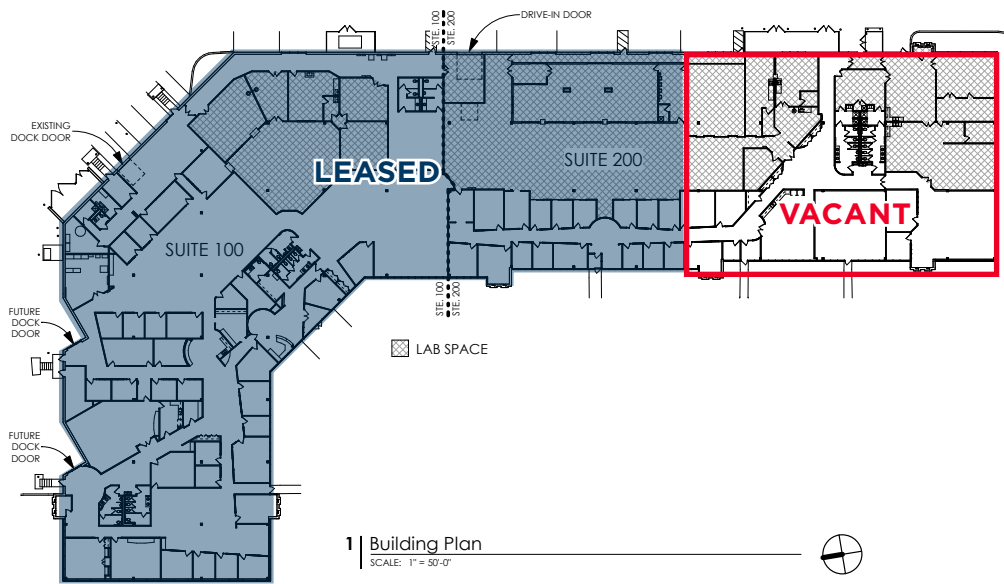 DRIVE-IN DOOR
STE. 100
STE. 200
EXISTING
DOCK DOOR
LEASED
SUITE 200
VACANT
SUITE 100
STE. 100
STE. 200
FUTURE
DOCK
DOOR
LAB SPACE
FUTURE
DOCK
DOOR
1 Building Plan
SCALE: 1" = 50'-0"